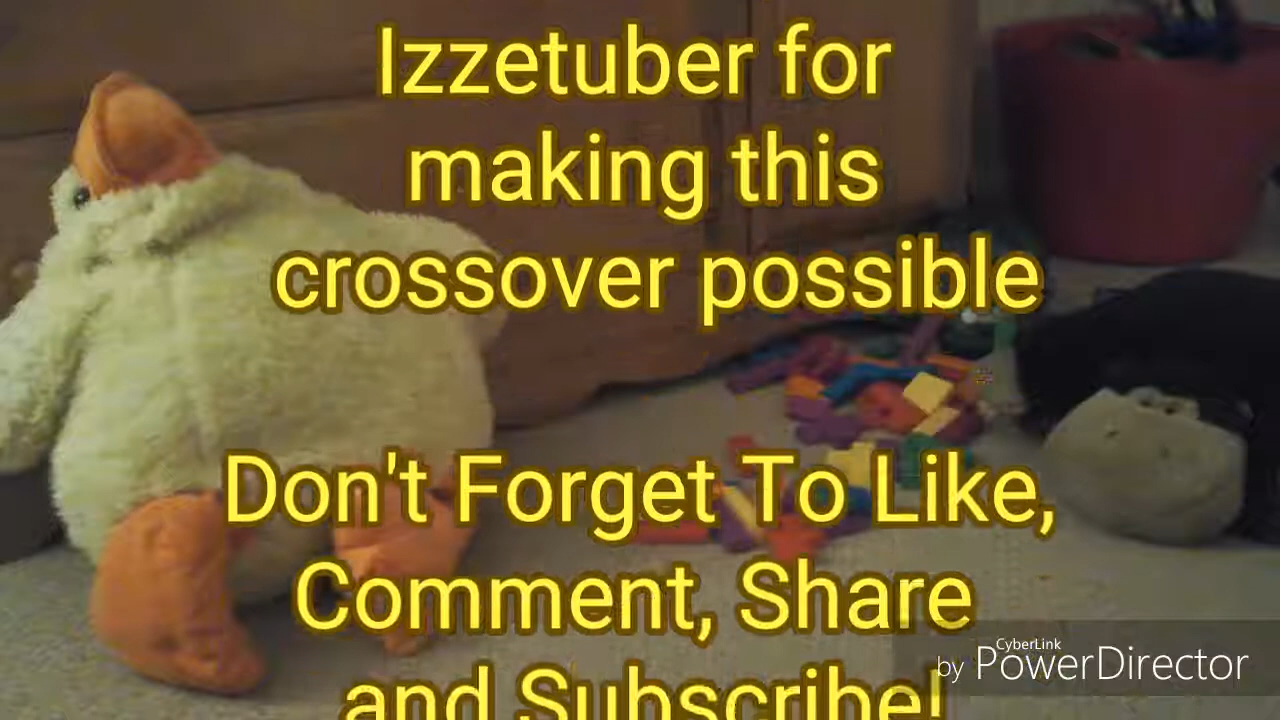 Izzetuber for
making this
crossover possible
Don't Forget To Like,
Comment, Share
and Subscribe!
CyberLink
by PowerDirector